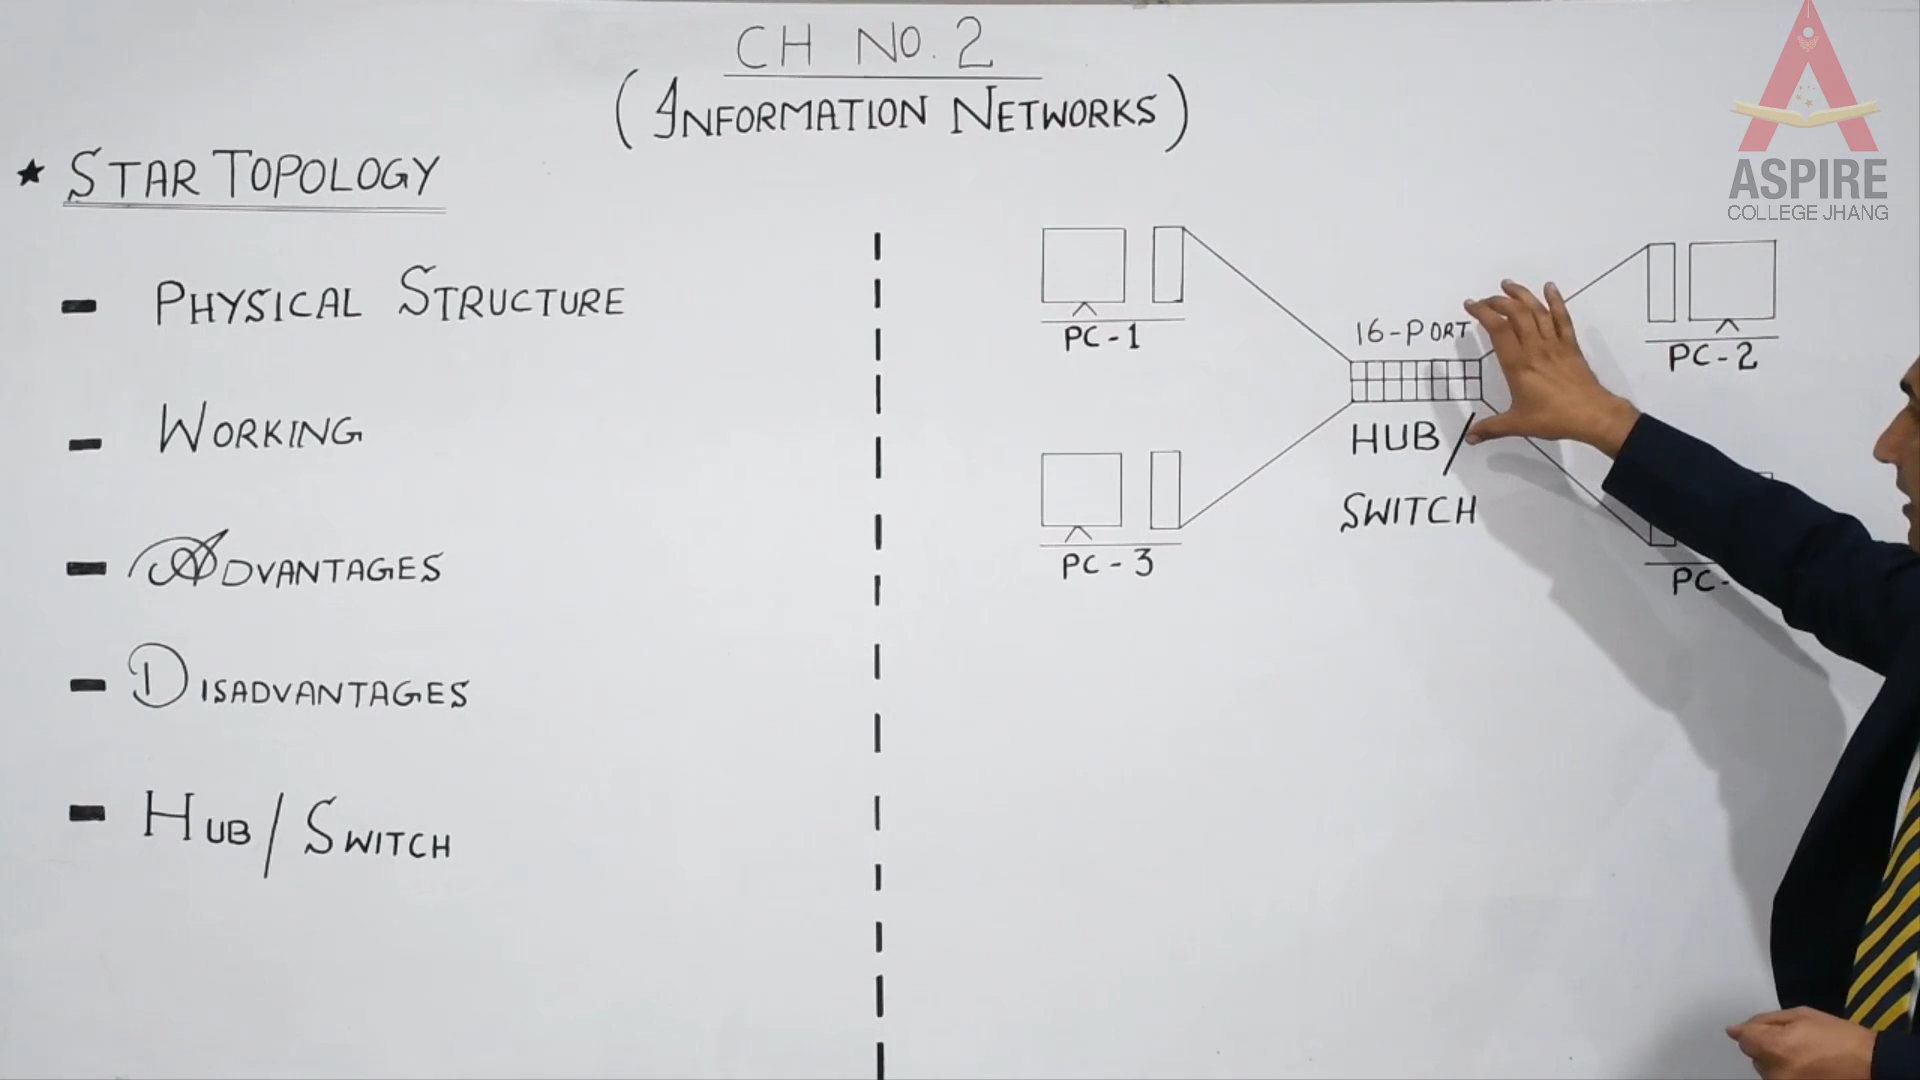 CH NO. 2
(INFORMATION NETWORKS)
★ STAR TOPOLOGY
- PHYSICAL STRUCTURE
- WORKING
- ADVANTAGES
- DISADVANTAGES
- HUB/SWITCH
ASPIRE
COLLEGE JHANG
PC-1
16-PORT
PC-2
HUB/
SWITCH
PC-3
PC-